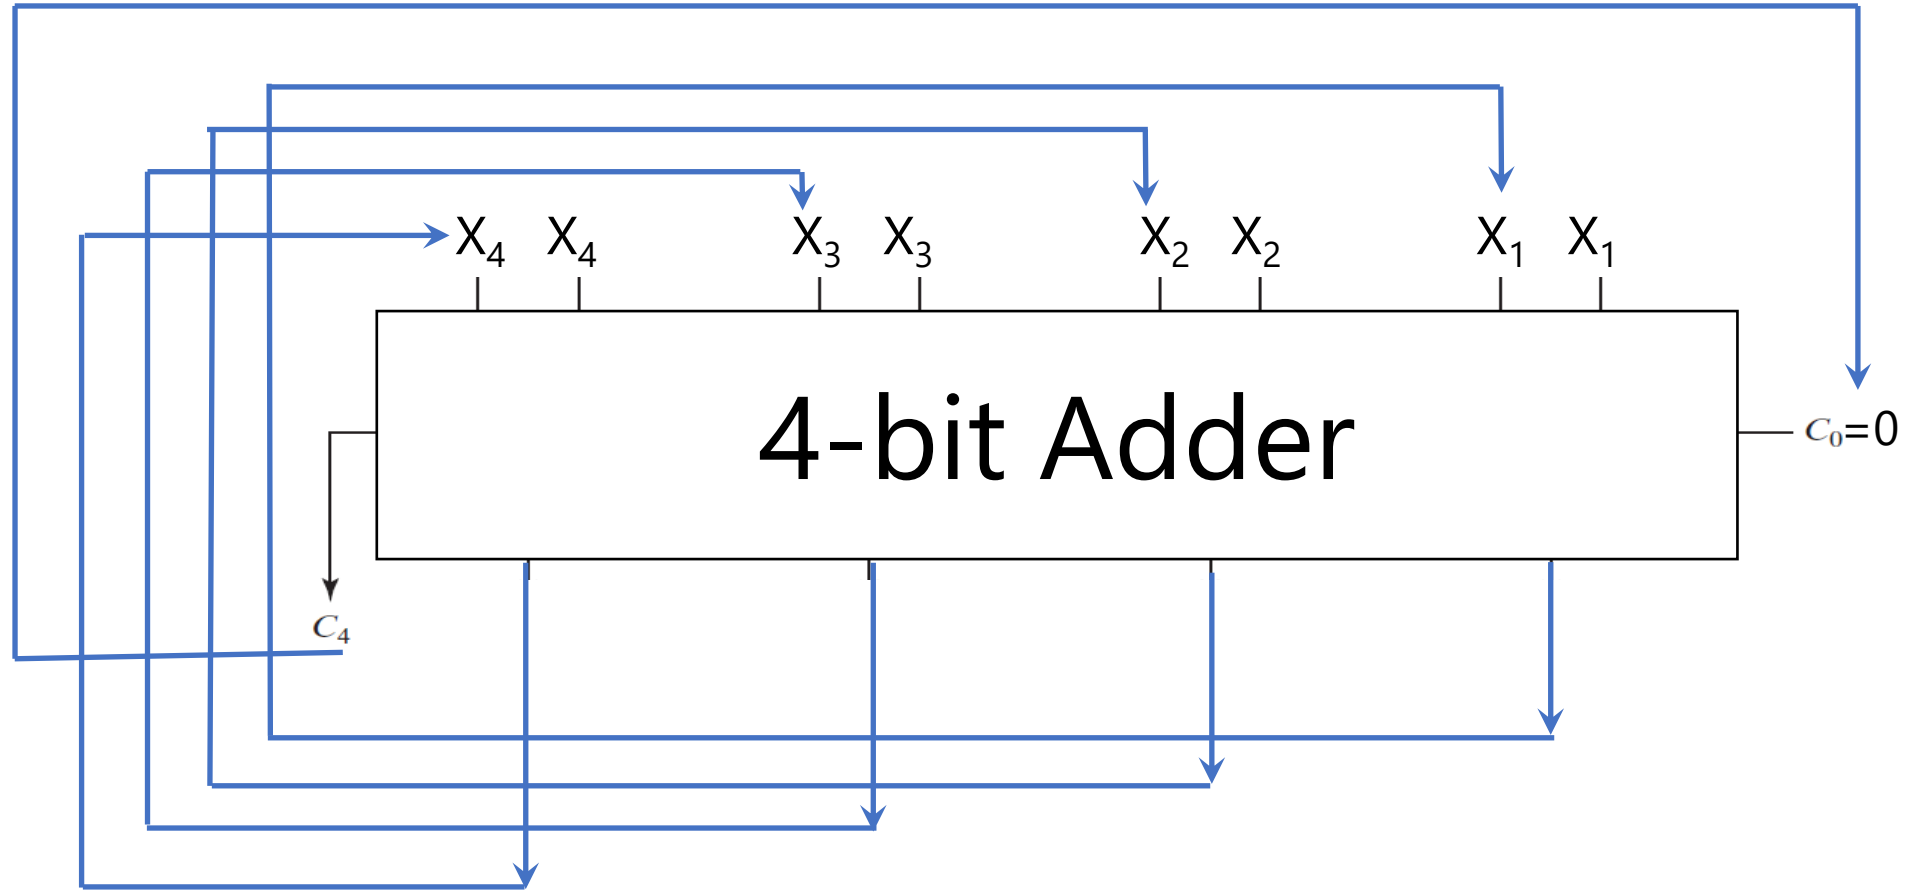 X₄ X₄ X₃ X₃ X₂ X₂ X₁ X₁
4-bit Adder
C₀=0
C₄